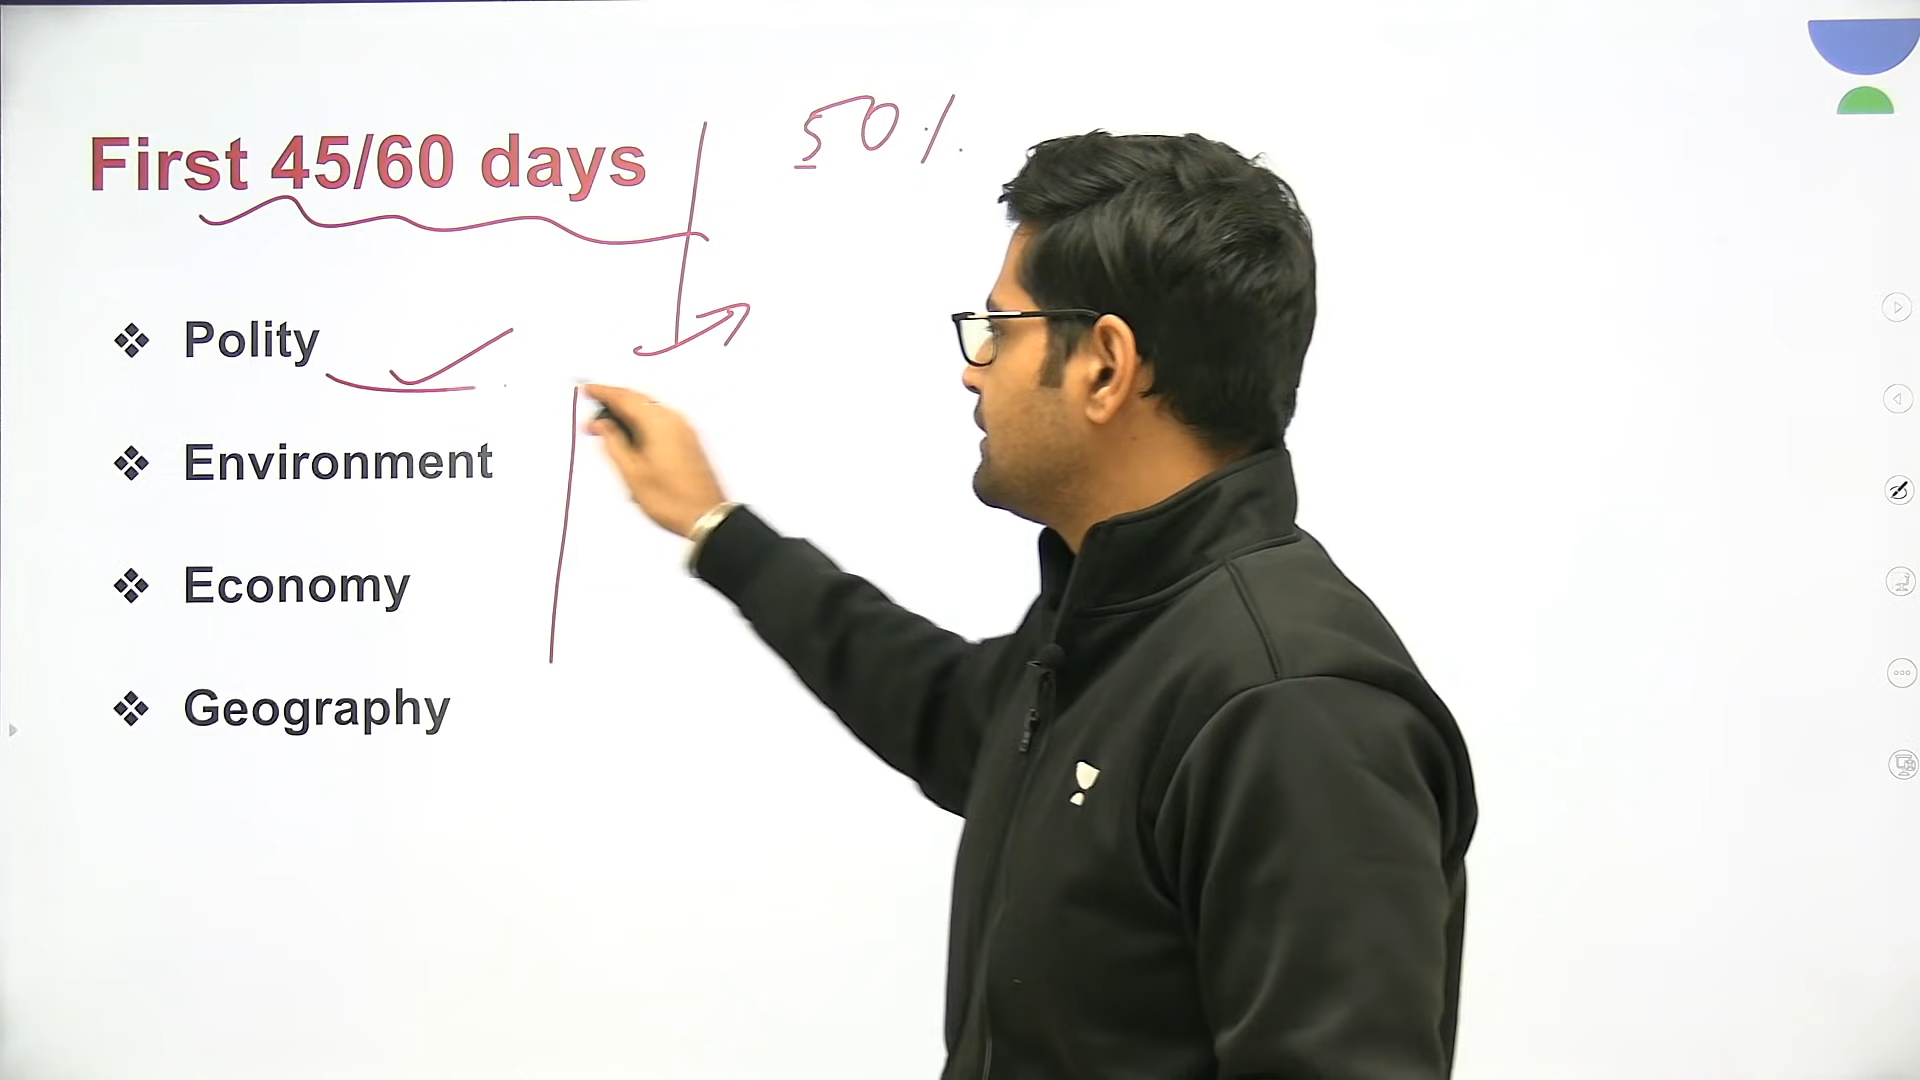 First 45/60 days
50%
❖ Polity
❖ Environment
❖ Economy
❖ Geography